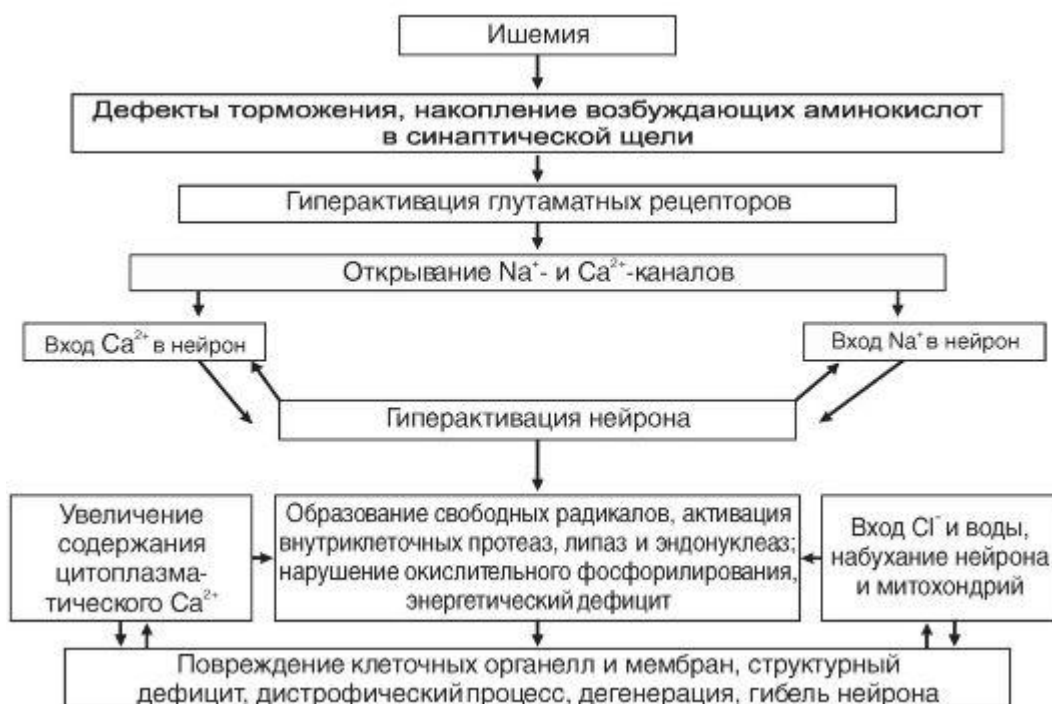 Ишемия
Дефекты торможения, накопление возбуждающих аминокислот
в синаптической щели
Гиперактивация глутаматных рецепторов
Открывание Na⁺- и Ca²⁺-каналов
Вход Ca²⁺ в нейрон
Вход Na⁺ в нейрон
Гиперактивация нейрона
Увеличение
содержания
цитоплазма-
тического Ca²⁺
Образование свободных радикалов, активация
внутриклеточных протеаз, липаз и эндонуклеаз;
нарушение окислительного фосфорилирования,
энергетический дефицит
Вход Cl⁻ и воды,
набухание нейрона
и митохондрий
Повреждение клеточных органелл и мембран, структурный
дефицит, дистрофический процесс, дегенерация, гибель нейрона